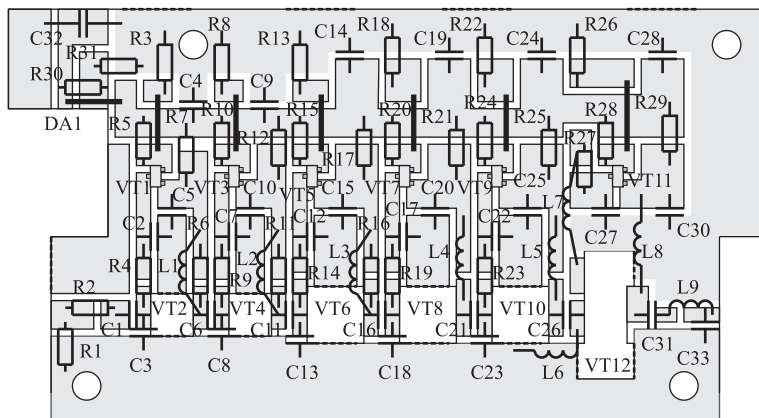 C32 R3 R8 R13 C14 R18 C19 R22 C24 R26 C28
R31
R30 C4 C9
DA1 R5 R7 R10 R12 R15 R20 R21 R24 R25 R28 R29
R17 R27
VT1 C5 VT3 C10 VT5 C15 VT7 C20 VT9 C25 VT11
C2 R6 C7 R11 C12 R16 C17 C22 L7 C27 C30
R4 L1 R9 L2 R14 L3 R19 L4 R23 L5 L8
R2 VT2 VT4 VT6 VT8 VT10 L9
C1 C6 C11 C16 C21 C26 C31
R1 C3 C8 C13 C18 C23 L6 VT12 C33